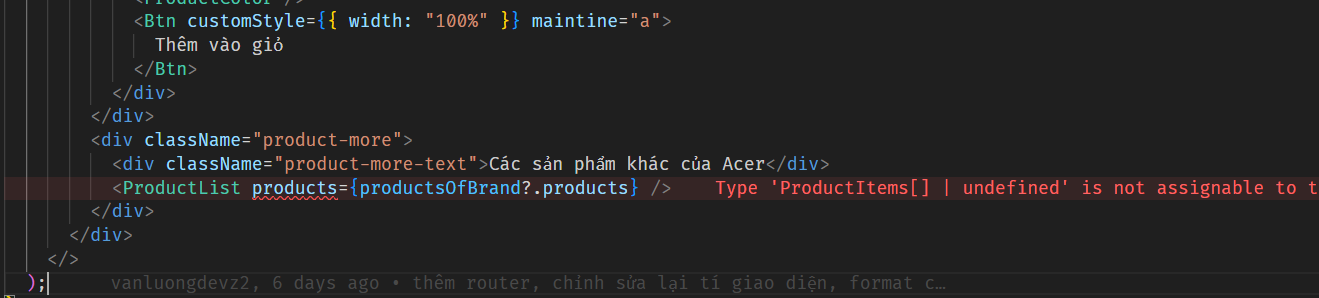 <ProductColor />
<Btn customStyle={{ width: "100%" }} maintine="a">
Thêm vào giỏ
</Btn>
</div>
</div>
<div className="product-more">
<div className="product-more-text">Các sản phẩm khác của Acer</div>
<ProductList products={productsOfBrand?.products} /> Type 'ProductItems[] | undefined' is not assignable to t
</div>
</div>
</>
); vanluongdevz2, 6 days ago • thêm router, chỉnh sửa lại tí giao diện, format c…